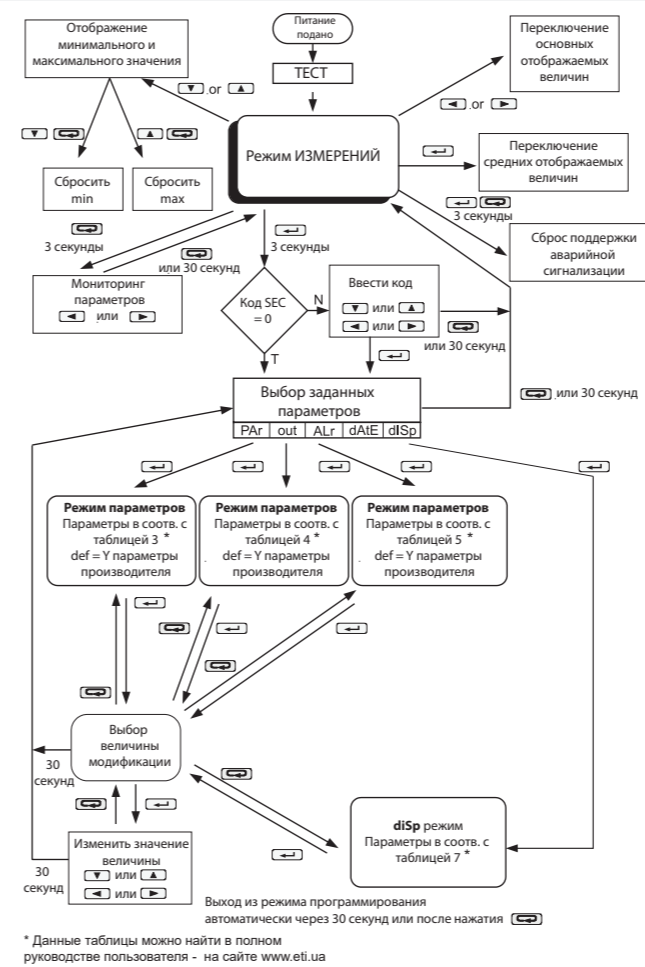 Питание
подано
ТЕСТ
Отображение
минимального и
максимального значения
Переключение
основных
отображаемых
величин
or
or
Режим ИЗМЕРЕНИЙ
Переключение
средних отображаемых
величин
Сбросить
min
Сбросить
max
3 секунды
Сброс поддержки
аварийной
сигнализации
3 секунды
или 30 секунд
3 секунды
Мониторинг
параметров
или
Код SEC
= 0
N
T
Ввести код
или
или
или 30 секунд
или 30 секунд
Выбор заданных
параметров
PAr out ALr dAtE dISp
Режим параметров
Параметры в соотв. с
таблицей 3 *
def = Y параметры
производителя
Режим параметров
Параметры в соотв. с
таблицей 4 *
def = Y параметры
производителя
Режим параметров
Параметры в соотв. с
таблицей 5 *
def = Y параметры
производителя
Выбор
величины
модификации
30
секунд
Изменить значение
величины
или
или
30
секунд
diSp режим
Параметры в соотв. с
таблицей 7 *
Выход из режима программирования
автоматически через 30 секунд или после нажатия
* Данные таблицы можно найти в полном
руководстве пользователя - на сайте www.eti.ua